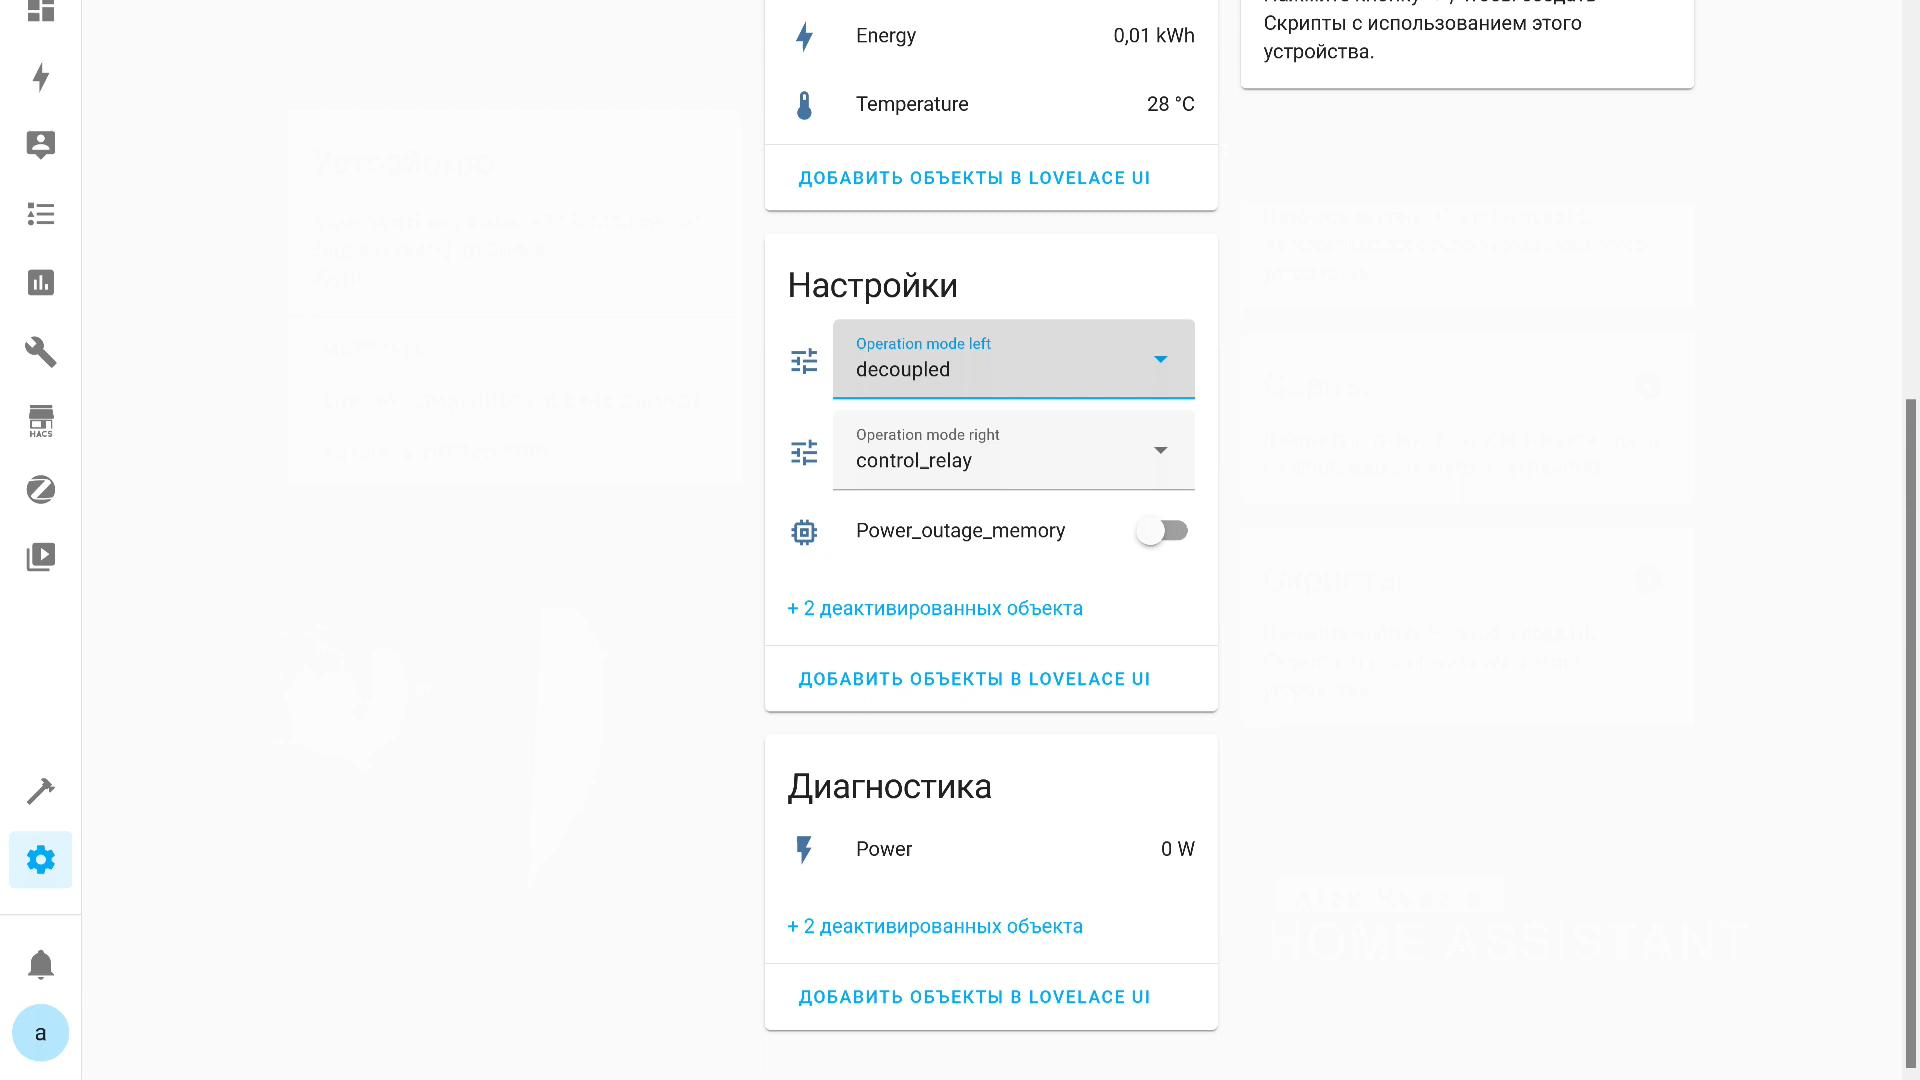 Energy 0,01 kWh
Temperature 28 °C
ДОБАВИТЬ ОБЪЕКТЫ В LOVELACE UI
Настройки
Operation mode left
decoupled
Operation mode right
control_relay
Power_outage_memory
+ 2 деактивированных объекта
ДОБАВИТЬ ОБЪЕКТЫ В LOVELACE UI
Диагностика
Power 0 W
+ 2 деактивированных объекта
ДОБАВИТЬ ОБЪЕКТЫ В LOVELACE UI
Скрипты с использованием этого
устройства.
HACS
a
HOME ASSISTANT